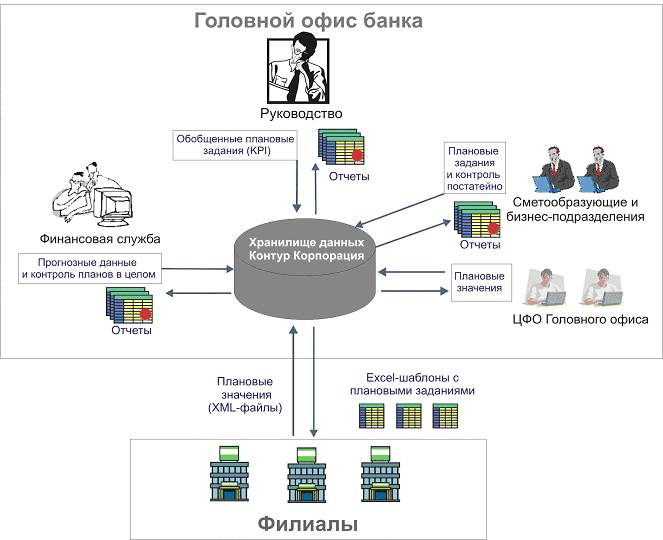 Головной офис банка
Руководство
Обобщенные плановые
задания (KPI)
Отчеты
Плановые
задания
и контроль
постатейно
Сметообразующие и
бизнес-подразделения
Отчеты
Финансовая служба
Хранилище данных
Контур Корпорация
Прогнозные данные
и контроль планов в целом
Отчеты
Плановые
значения
ЦФО Головного офиса
Плановые
значения
(XML-файлы)
Excel-шаблоны с
плановыми заданиями
Филиалы